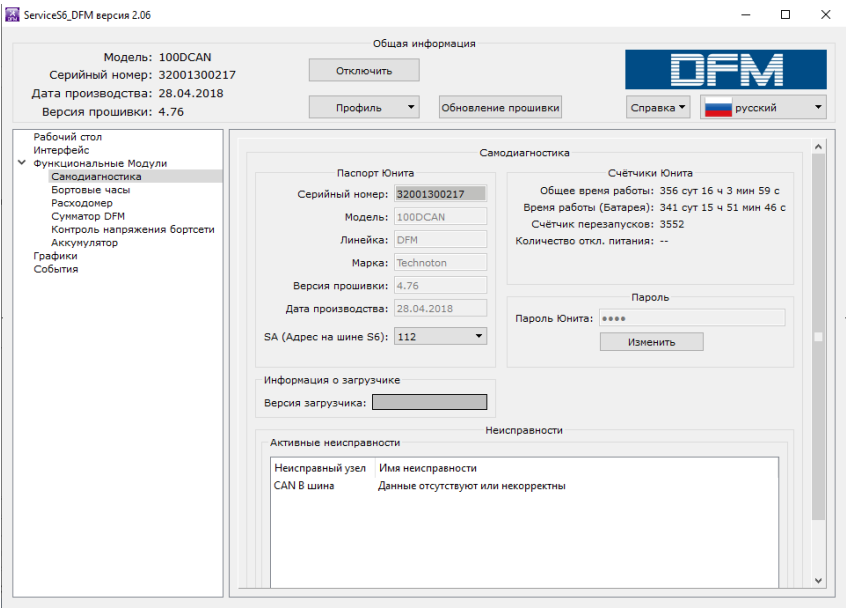 ServiceS6_DFM версия 2.06
Общая информация
Модель: 100DCAN
Серийный номер: 32001300217
Дата производства: 28.04.2018
Версия прошивки: 4.76
Отключить
Профиль
Обновление прошивки
DFM
Справка
русский
Рабочий стол
Интерфейс
Функциональные Модули
Самодиагностика
Бортовые часы
Расходомер
Сумматор DFM
Контроль напряжения бортсети
Аккумулятор
Графики
События
Самодиагностика
Паспорт Юнита
Серийный номер: 32001300217
Модель: 100DCAN
Линейка: DFM
Марка: Technoton
Версия прошивки: 4.76
Дата производства: 28.04.2018
SA (Адрес на шине S6): 112
Счётчики Юнита
Общее время работы: 356 сут 16 ч 3 мин 59 с
Время работы (Батарея): 341 сут 15 ч 51 мин 46 с
Счётчик перезапусков: 3552
Количество откл. питания: --
Пароль
Пароль Юнита: ●●●●
Изменить
Информация о загрузчике
Версия загрузчика:
Неисправности
Активные неисправности
Неисправный узел Имя неисправности
CAN B шина Данные отсутствуют или некорректны